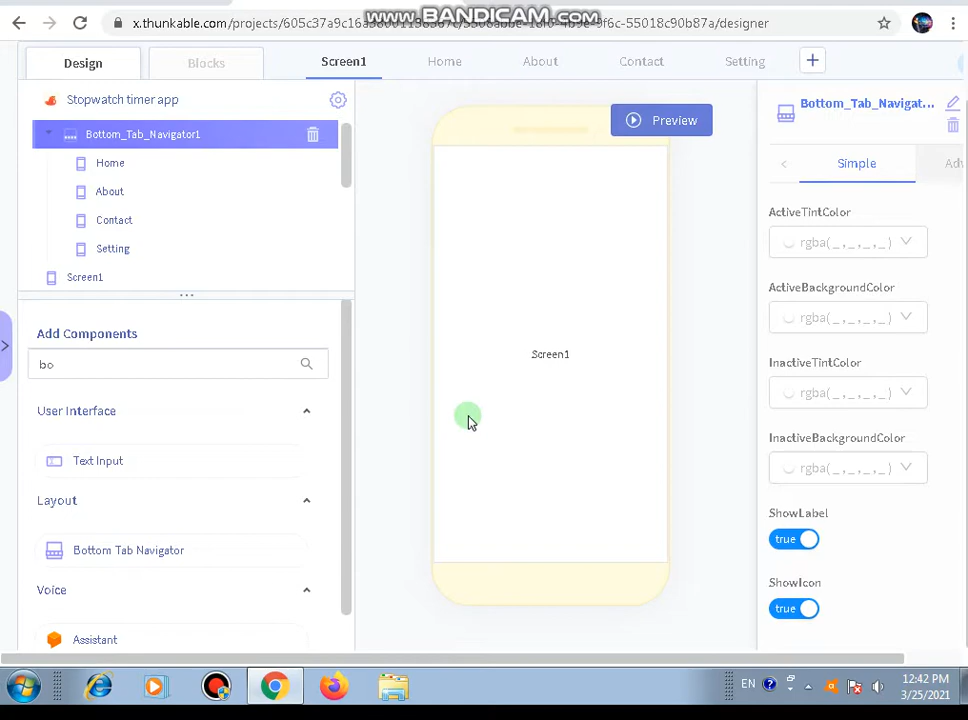 www.BANDICAM.com
x.thunkable.com/projects/
-55018c90b87a/designer
Design
Blocks
Screen1
Home
About
Contact
Setting
Stopwatch timer app
Bottom_Tab_Navigator1
Home
About
Contact
Setting
Screen1
Add Components
bo
User Interface
Text Input
Layout
Bottom Tab Navigator
Voice
Assistant
Preview
Screen1
Bottom_Tab_Navigat...
Simple
Ad
ActiveTintColor
rgba(_,_,_,_)
ActiveBackgroundColor
rgba(_,_,_,_)
InactiveTintColor
rgba(_,_,_,_)
InactiveBackgroundColor
rgba(_,_,_,_)
ShowLabel
true
ShowIcon
true
EN
12:42 PM
3/25/2021